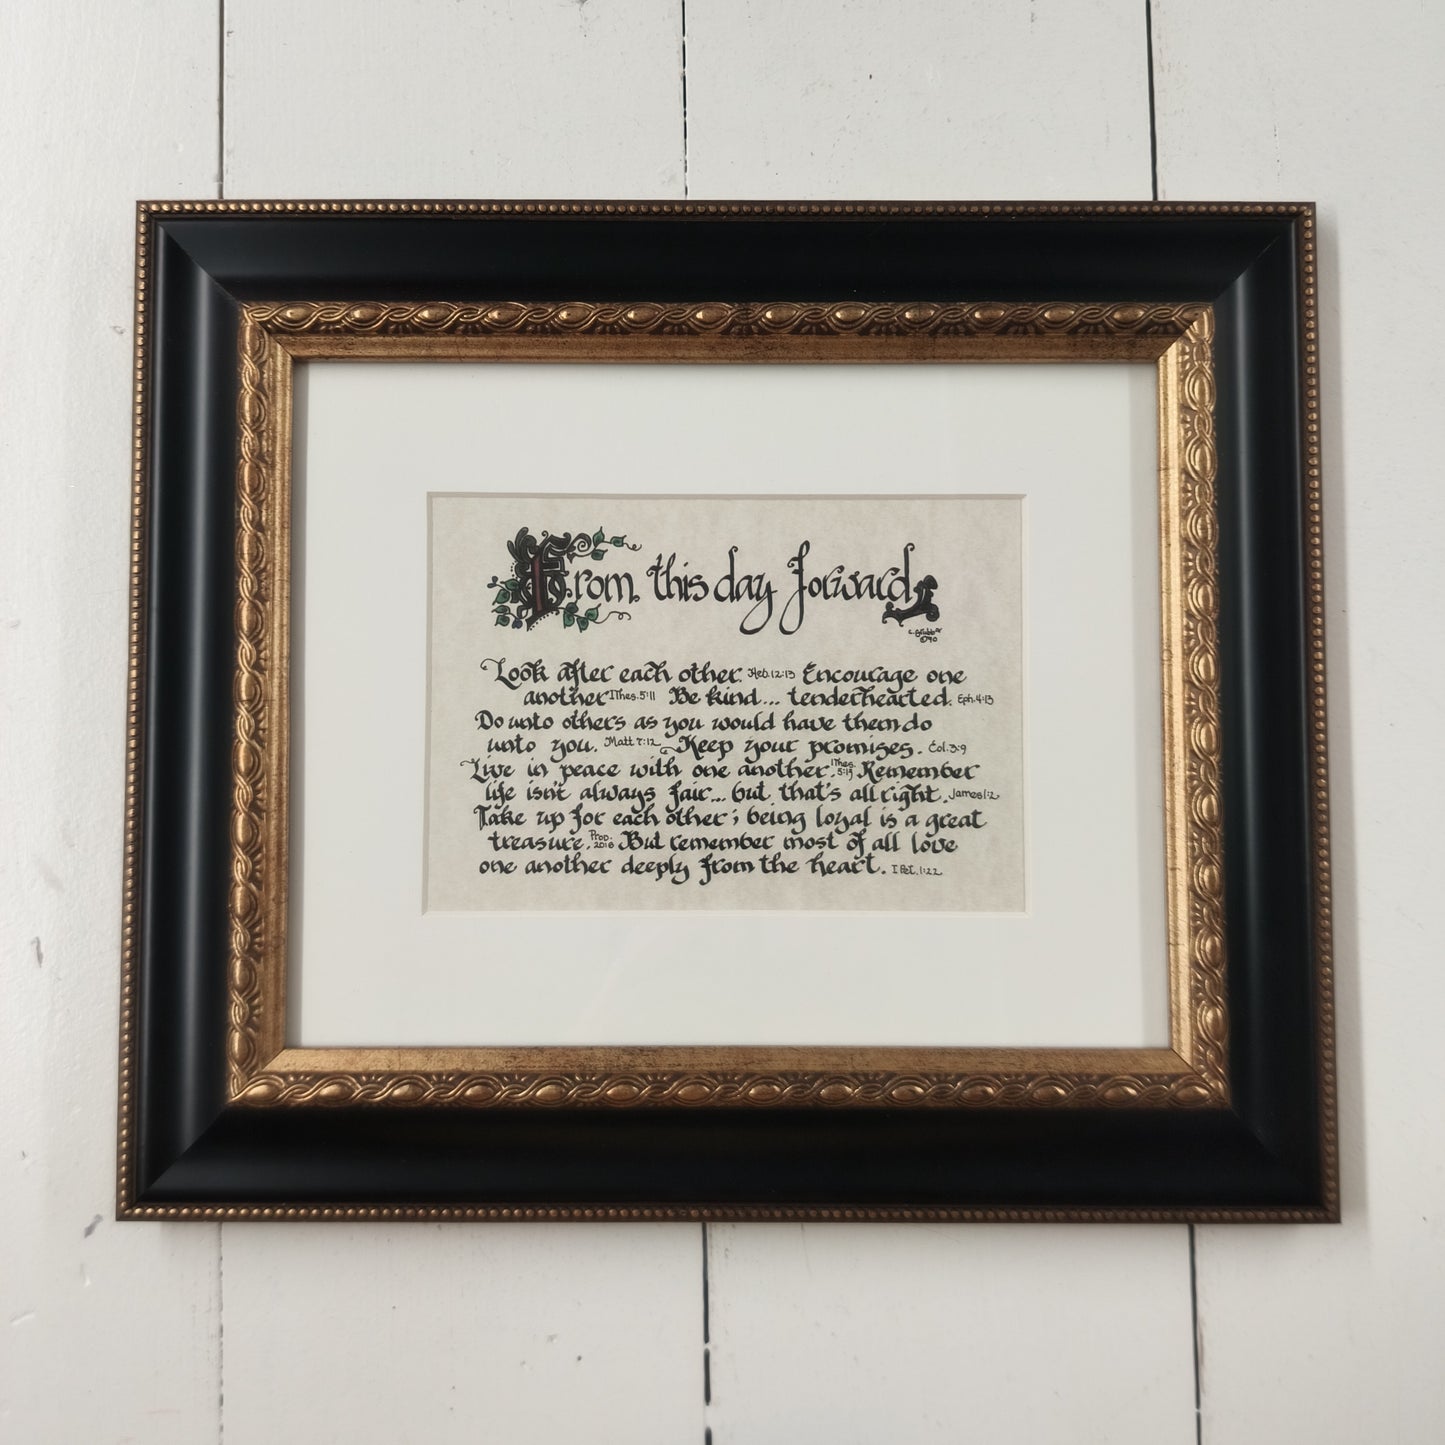 From this day forward
©'90
Look after each other. Heb. 12:13 Encourage one
another I Thes. 5:11 Be kind... tenderhearted. Eph. 4:13
Do unto others as you would have them do
unto you. Matt 7:12 Keep your promises. Col. 3:9
Live in peace with one another. I Thes. 5:19 Remember
life isn't always fair... but that's all right. James 1:2
Take up for each other; being loyal is a great
treasure. 20:6 But remember most of all love
one another deeply from the heart. I Pet. 1:22